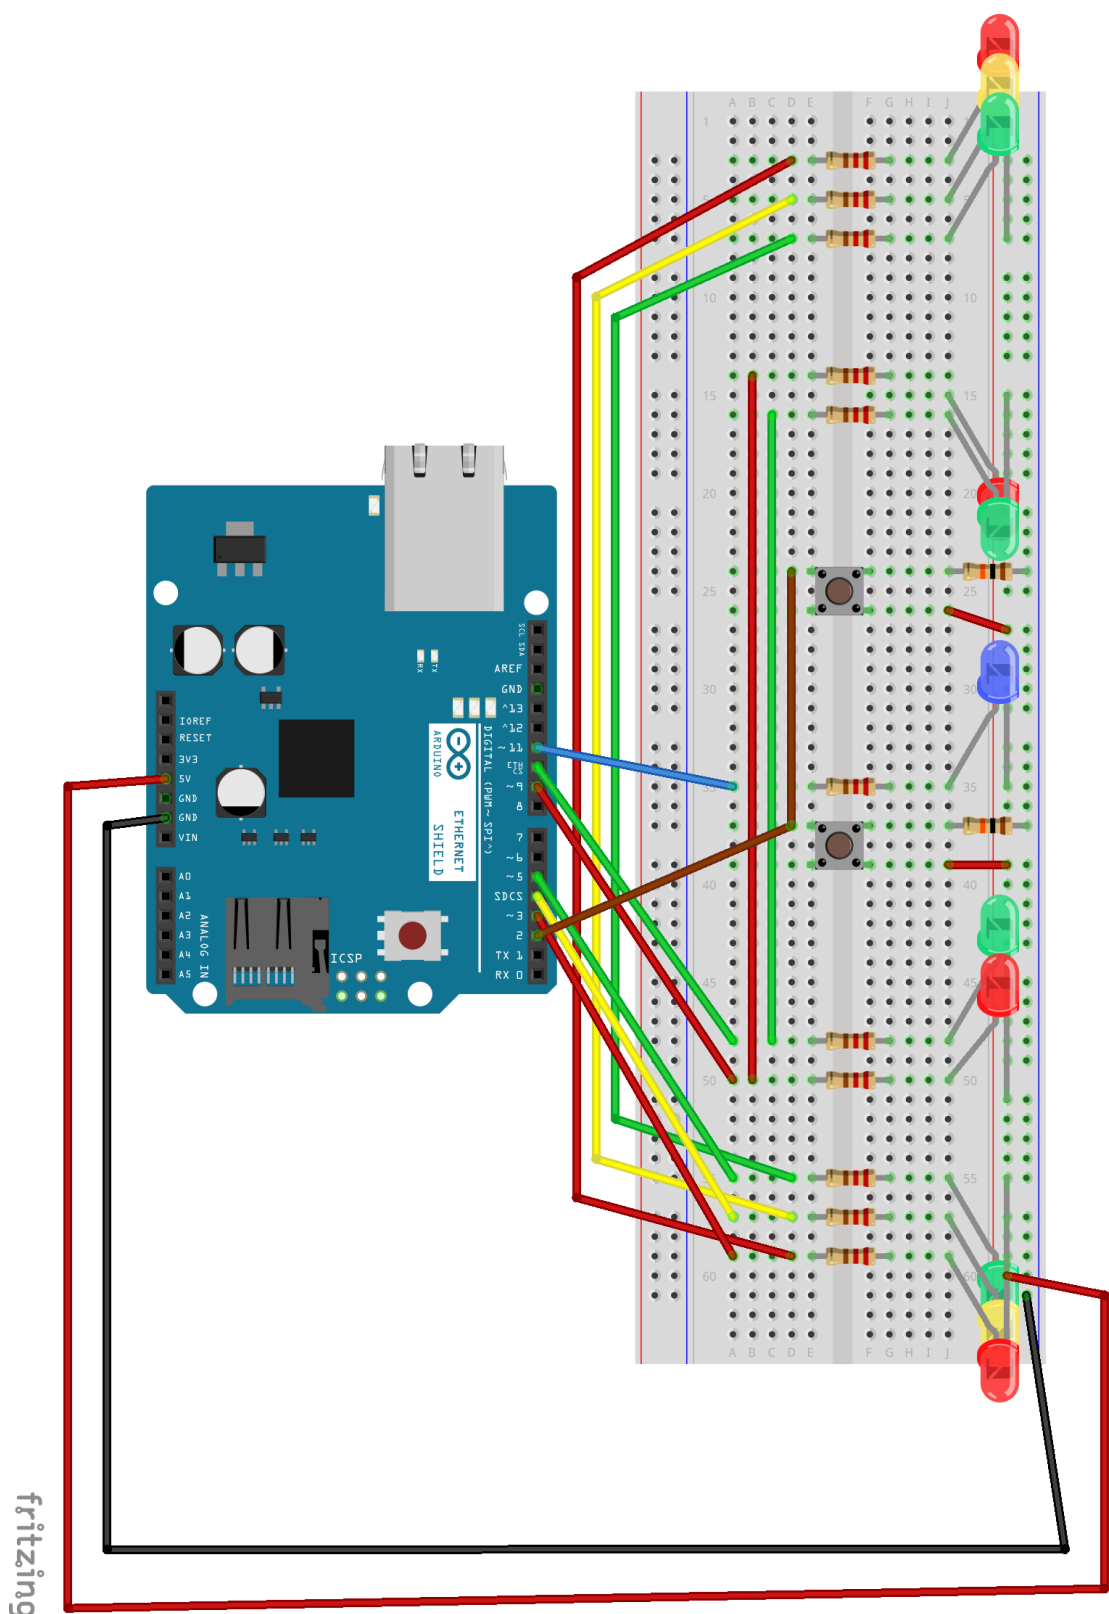 A B C D E F G H I J
1
5
10 10
15 15
20 20
25 25
30 30
35 35
40 40
45 45
50 50
55
60 60
A B C D E F G H I J
SCL SDA
AREF
GND
^13
^12
~11
ETH
CS
~9
8
7
~6
~5
SDCS
~3
2
TX 1
RX 0
DIGITAL (PWM~ SPI^)
ARDUINO
ETHERNET
SHIELD
RX
TX
IOREF
RESET
3V3
5V
GND
GND
VIN
A0
A1
A2
A3
A4
A5
ANALOG IN
ICSP
fritzing